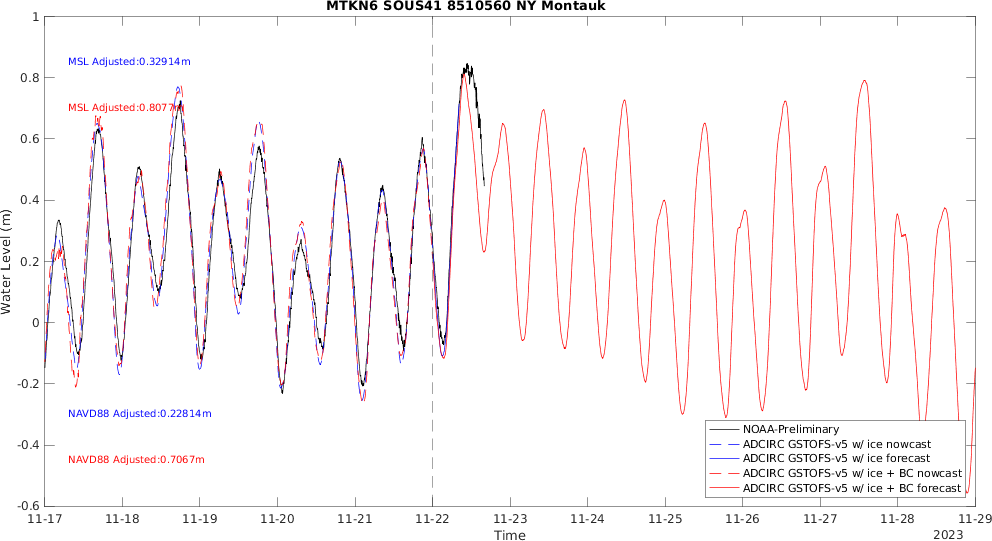 MTKN6 SOUS41 8510560 NY Montauk
1
0.8
0.6
0.4
0.2
0
-0.2
-0.4
-0.6
Water Level (m)
MSL Adjusted:0.32914m
MSL Adjusted:0.8077
NAVD88 Adjusted:0.22814m
NAVD88 Adjusted:0.7067m
NOAA-Preliminary
ADCIRC GSTOFS-v5 w/ ice nowcast
ADCIRC GSTOFS-v5 w/ ice forecast
ADCIRC GSTOFS-v5 w/ ice + BC nowcast
ADCIRC GSTOFS-v5 w/ ice + BC forecast
11-17 11-18 11-19 11-20 11-21 11-22 11-23 11-24 11-25 11-26 11-27 11-28 11-29
Time
2023